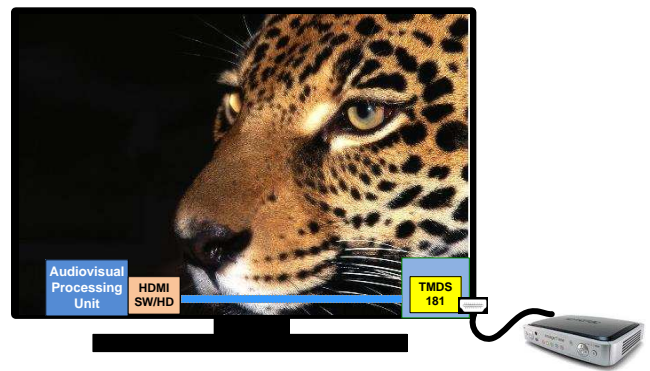 Audiovisual
Processing
Unit
HDMI
SW/HD
TMDS
181